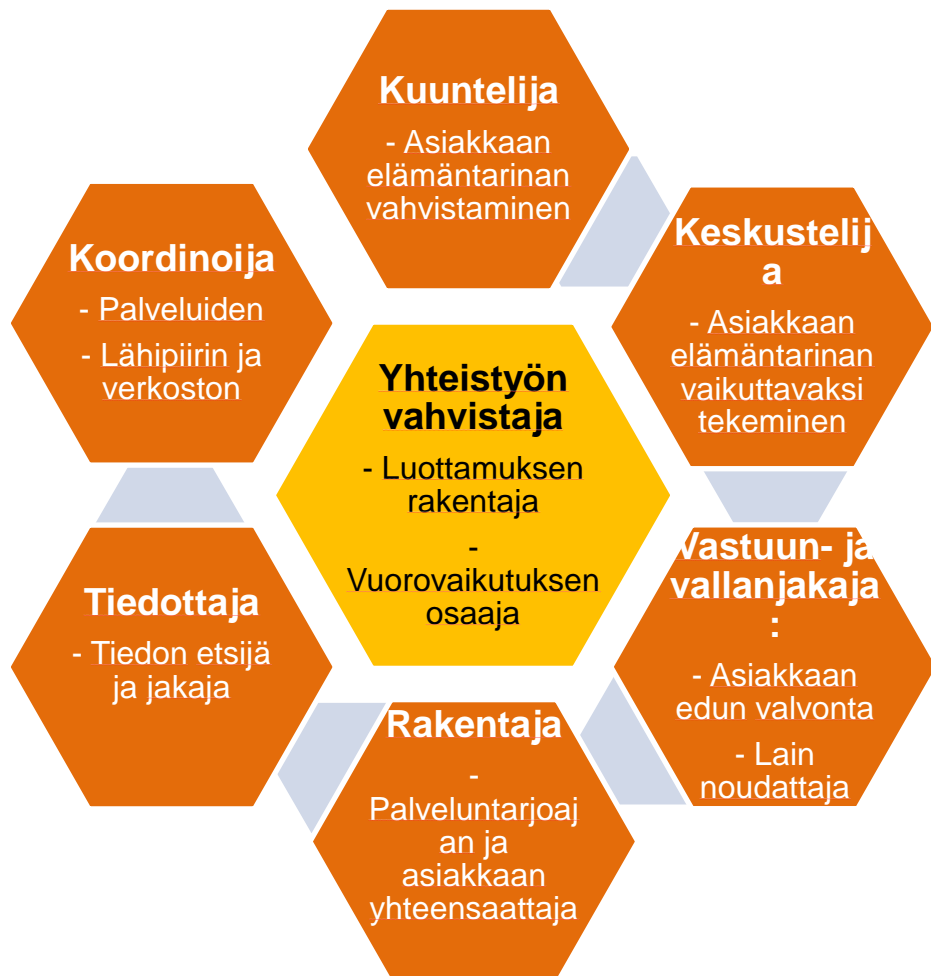 Kuuntelija
- Asiakkaan
elämäntarinan
vahvistaminen
Keskustelij
a
- Asiakkaan
elämäntarinan
vaikuttavaksi
tekeminen
Vastuun- ja
vallanjakaja
:
- Asiakkaan
edun valvonta
- Lain
noudattaja
Rakentaja
-
Palveluntarjoaj
an ja
asiakkaan
yhteensaattaja
Tiedottaja
- Tiedon etsijä
ja jakaja
Koordinoija
- Palveluiden
- Lähipiirin ja
verkoston
Yhteistyön
vahvistaja
- Luottamuksen
rakentaja
-
Vuorovaikutuksen
osaaja